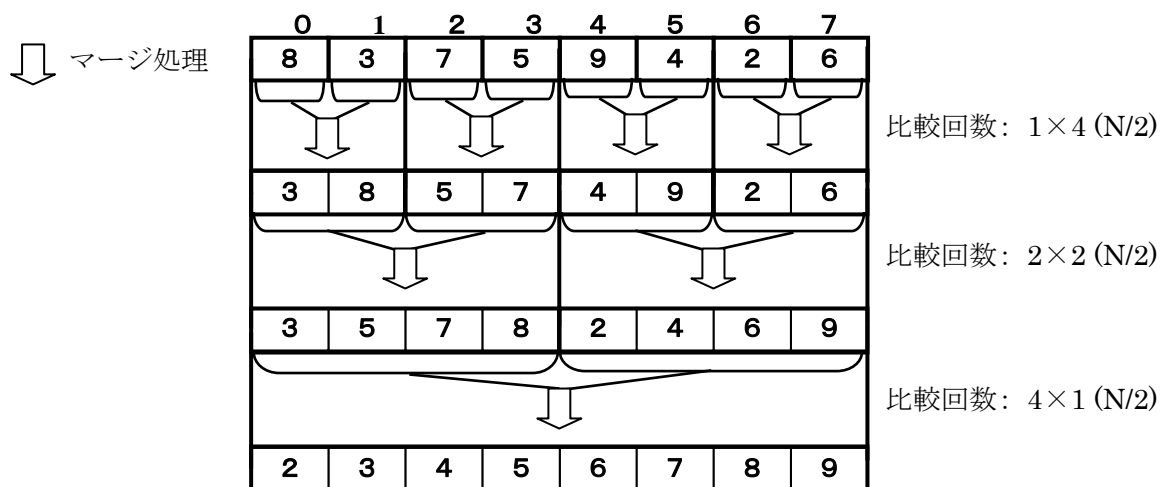 0 1 2 3 4 5 6 7
マージ処理
8 3 7 5 9 4 2 6
比較回数: 1×4 (N/2)
3 8 5 7 4 9 2 6
比較回数: 2×2 (N/2)
3 5 7 8 2 4 6 9
比較回数: 4×1 (N/2)
2 3 4 5 6 7 8 9